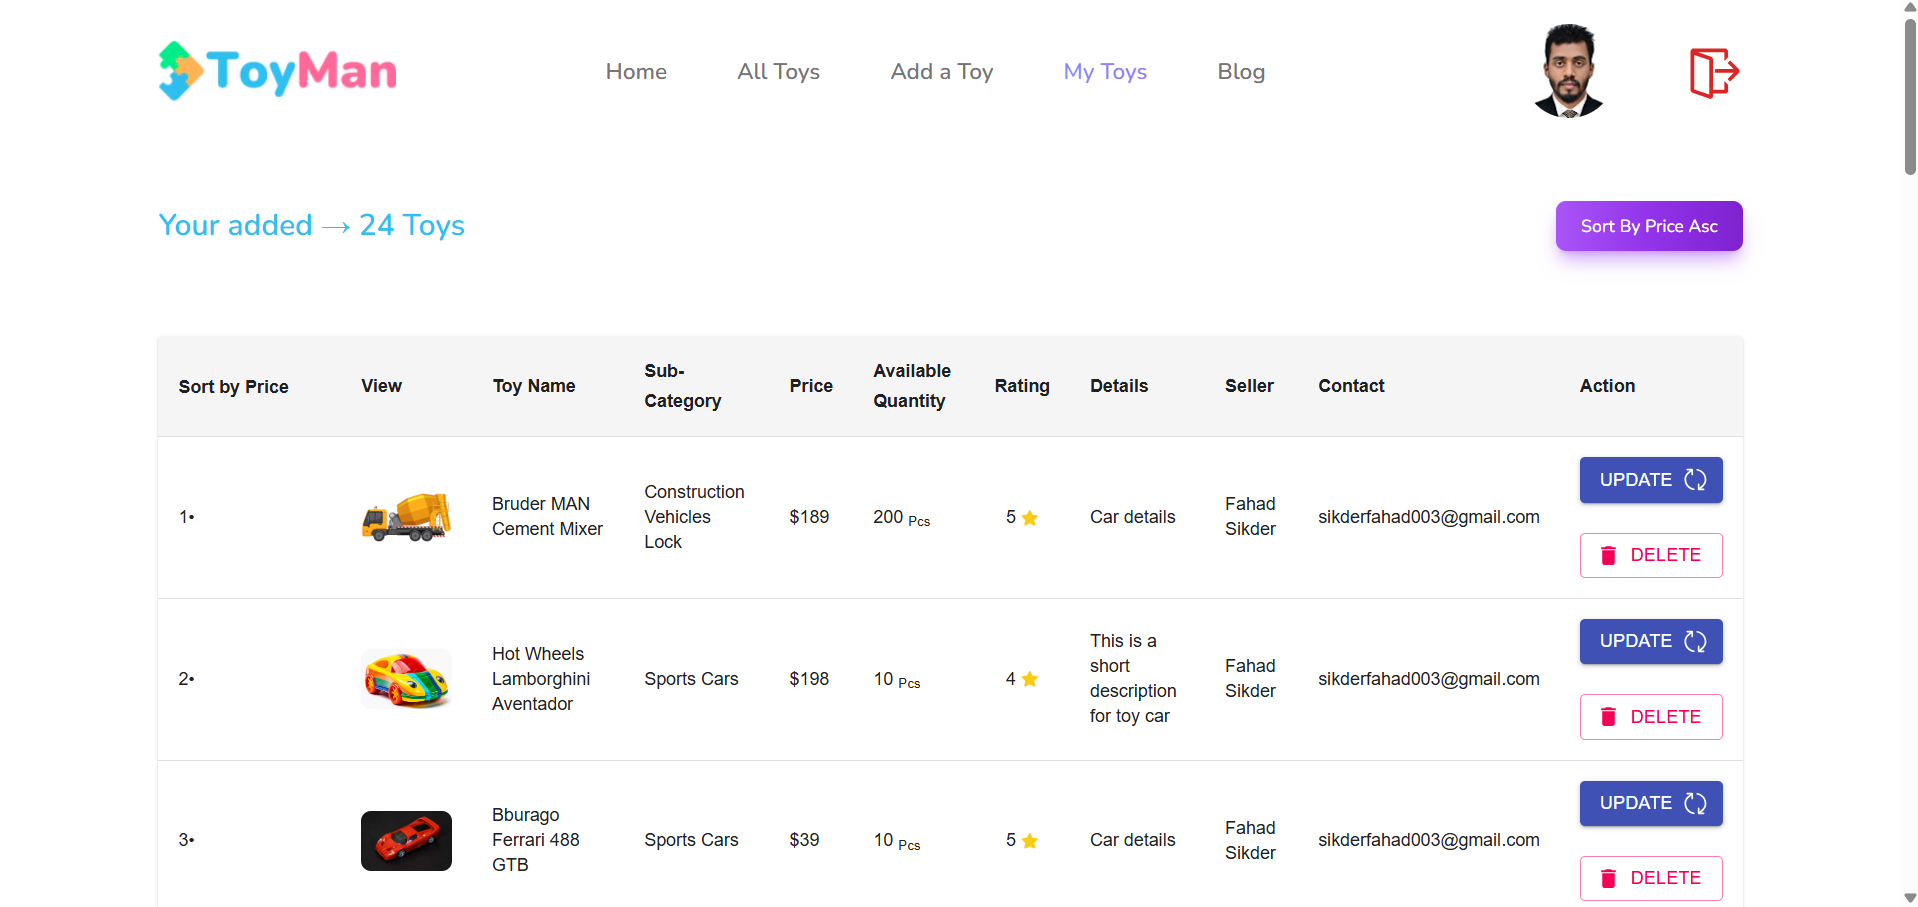 ToyMan
Home
All Toys
Add a Toy
My Toys
Blog
Your added → 24 Toys
Sort By Price Asc
Sort by Price
View
Toy Name
Sub-
Category
Price
Available
Quantity
Rating
Details
Seller
Contact
Action
1•
Bruder MAN
Cement Mixer
Construction
Vehicles
Lock
$189
200 Pcs
5
Car details
Fahad
Sikder
sikderfahad003@gmail.com
UPDATE
DELETE
2•
Hot Wheels
Lamborghini
Aventador
Sports Cars
$198
10 Pcs
4
This is a
short
description
for toy car
Fahad
Sikder
sikderfahad003@gmail.com
UPDATE
DELETE
3•
Bburago
Ferrari 488
GTB
Sports Cars
$39
10 Pcs
5
Car details
Fahad
Sikder
sikderfahad003@gmail.com
UPDATE
DELETE